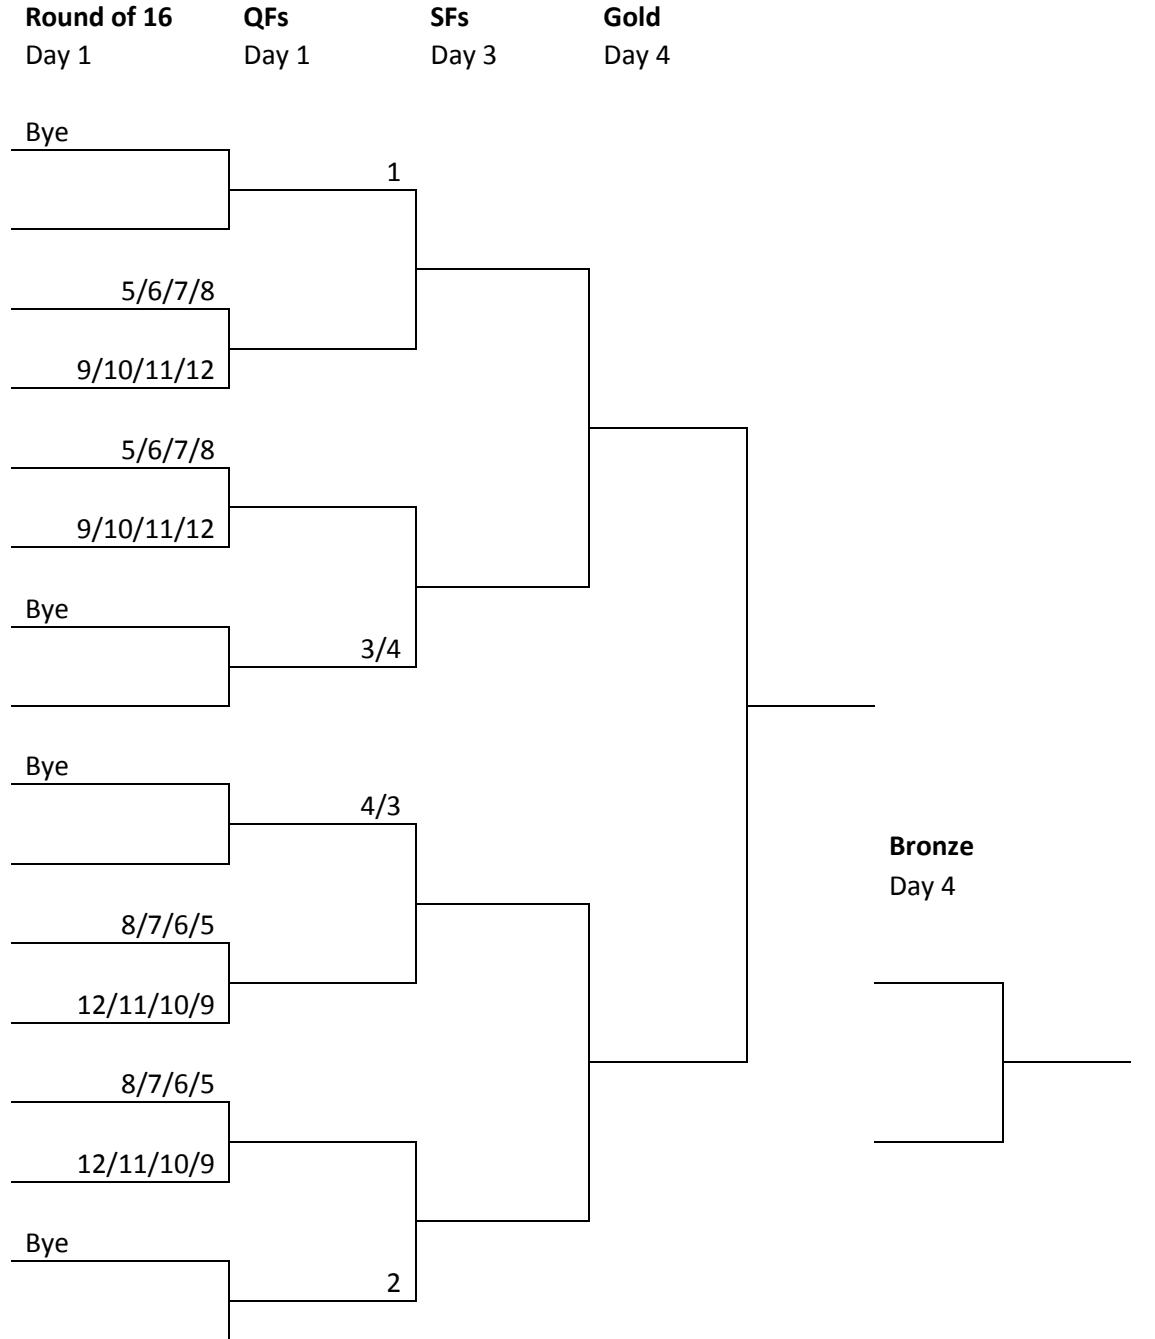 Round of 16 QFs SFs Gold
Day 1 Day 1 Day 3 Day 4
Bye
1
5/6/7/8
9/10/11/12
5/6/7/8
9/10/11/12
Bye
3/4
Bye
4/3
Bronze
Day 4
8/7/6/5
12/11/10/9
8/7/6/5
12/11/10/9
Bye
2